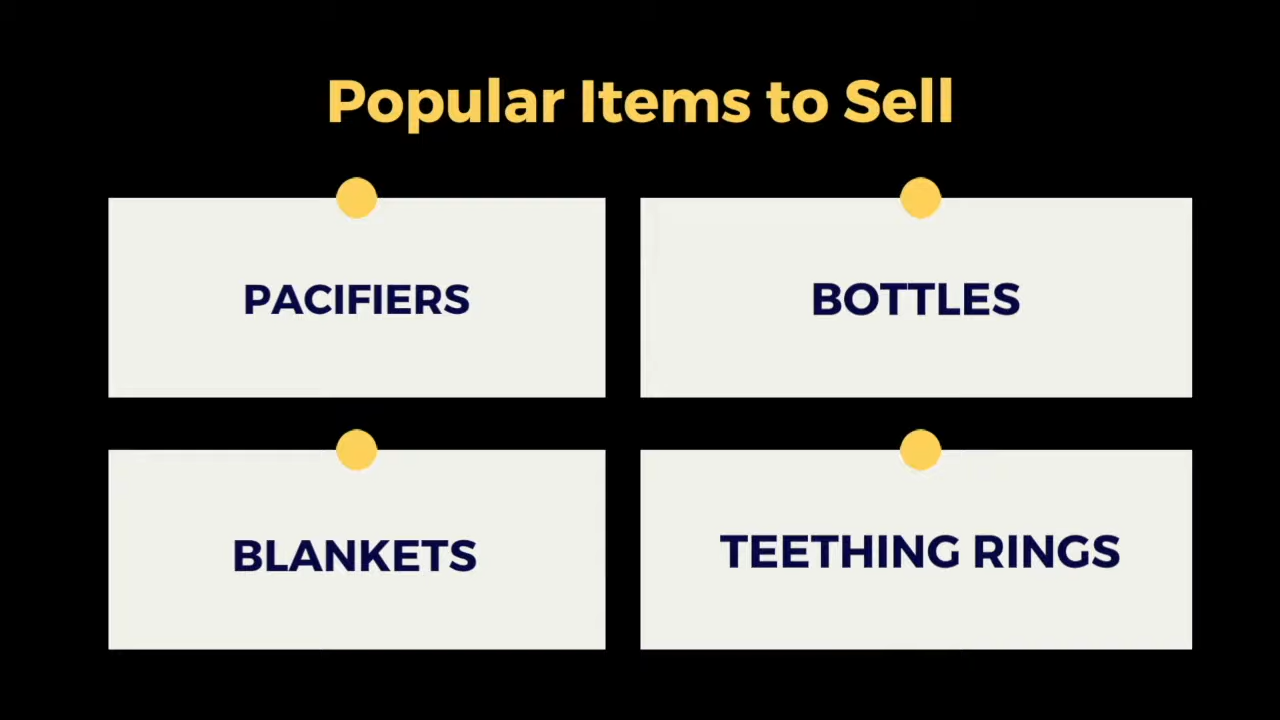 Popular Items to Sell
PACIFIERS
BOTTLES
BLANKETS
TEETHING RINGS